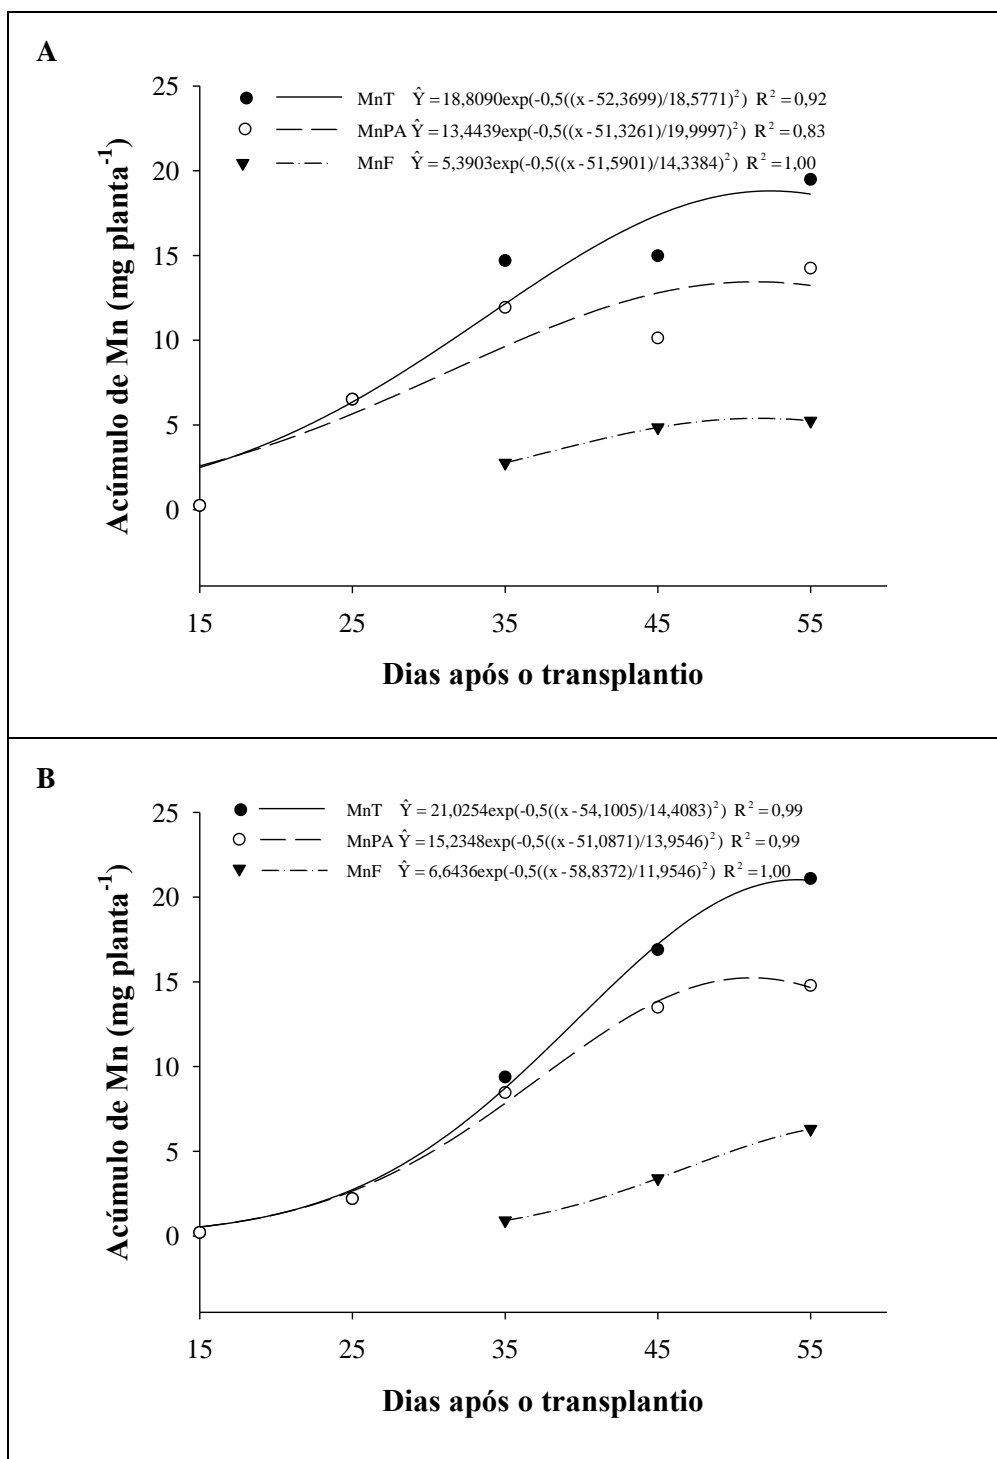 A
25
MnT Ŷ = 18,8090exp(-0,5((x - 52,3699)/18,5771)²) R² = 0,92
MnPA Ŷ = 13,4439exp(-0,5((x - 51,3261)/19,9997)²) R² = 0,83
MnF Ŷ = 5,3903exp(-0,5((x - 51,5901)/14,3384)²) R² = 1,00
20
15
10
5
0
Acúmulo de Mn (mg planta⁻¹)
15 25 35 45 55
Dias após o transplantio
B
25
MnT Ŷ = 21,0254exp(-0,5((x - 54,1005)/14,4083)²) R² = 0,99
MnPA Ŷ = 15,2348exp(-0,5((x - 51,0871)/13,9546)²) R² = 0,99
MnF Ŷ = 6,6436exp(-0,5((x - 58,8372)/11,9546)²) R² = 1,00
20
15
10
5
0
Acúmulo de Mn (mg planta⁻¹)
15 25 35 45 55
Dias após o transplantio